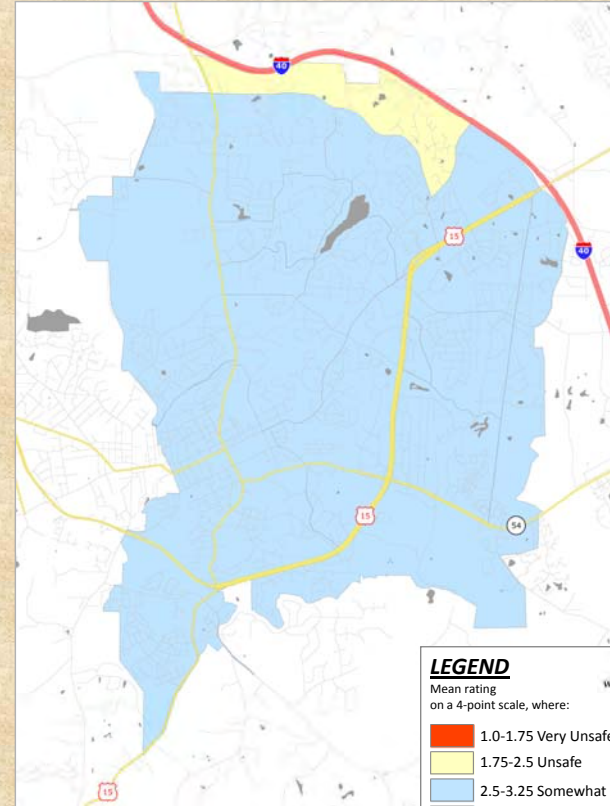 40
15
40
15
54
15
LEGEND
Mean rating
on a 4-point scale, where:
1.0-1.75 Very Unsafe
1.75-2.5 Unsafe
2.5-3.25 Somewhat